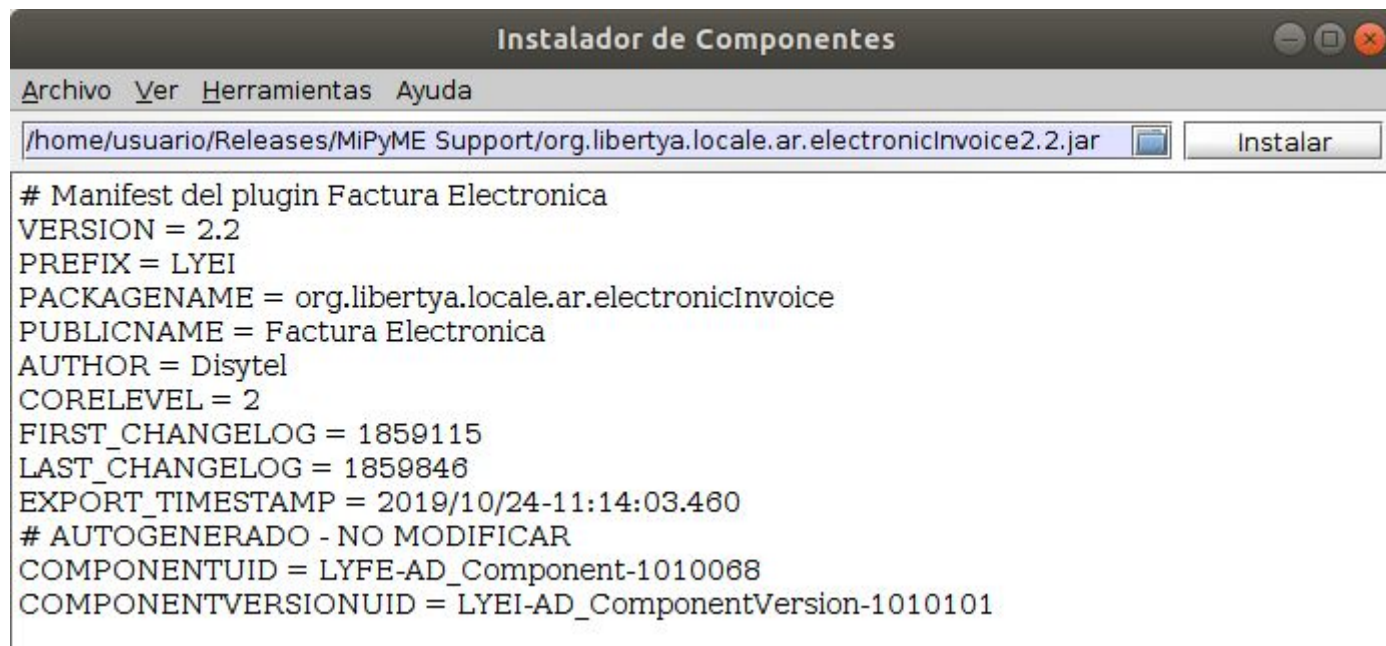 Instalador de Componentes
Archivo Ver Herramientas Ayuda
/home/usuario/Releases/MiPyME Support/org.libertya.locale.ar.electronicInvoice2.2.jar Instalar
# Manifest del plugin Factura Electronica
VERSION = 2.2
PREFIX = LYEI
PACKAGENAME = org.libertya.locale.ar.electronicInvoice
PUBLICNAME = Factura Electronica
AUTHOR = Disytel
CORELEVEL = 2
FIRST_CHANGELOG = 1859115
LAST_CHANGELOG = 1859846
EXPORT_TIMESTAMP = 2019/10/24-11:14:03.460
# AUTOGENERADO - NO MODIFICAR
COMPONENTUID = LYFE-AD_Component-1010068
COMPONENTVERSIONUID = LYEI-AD_ComponentVersion-1010101